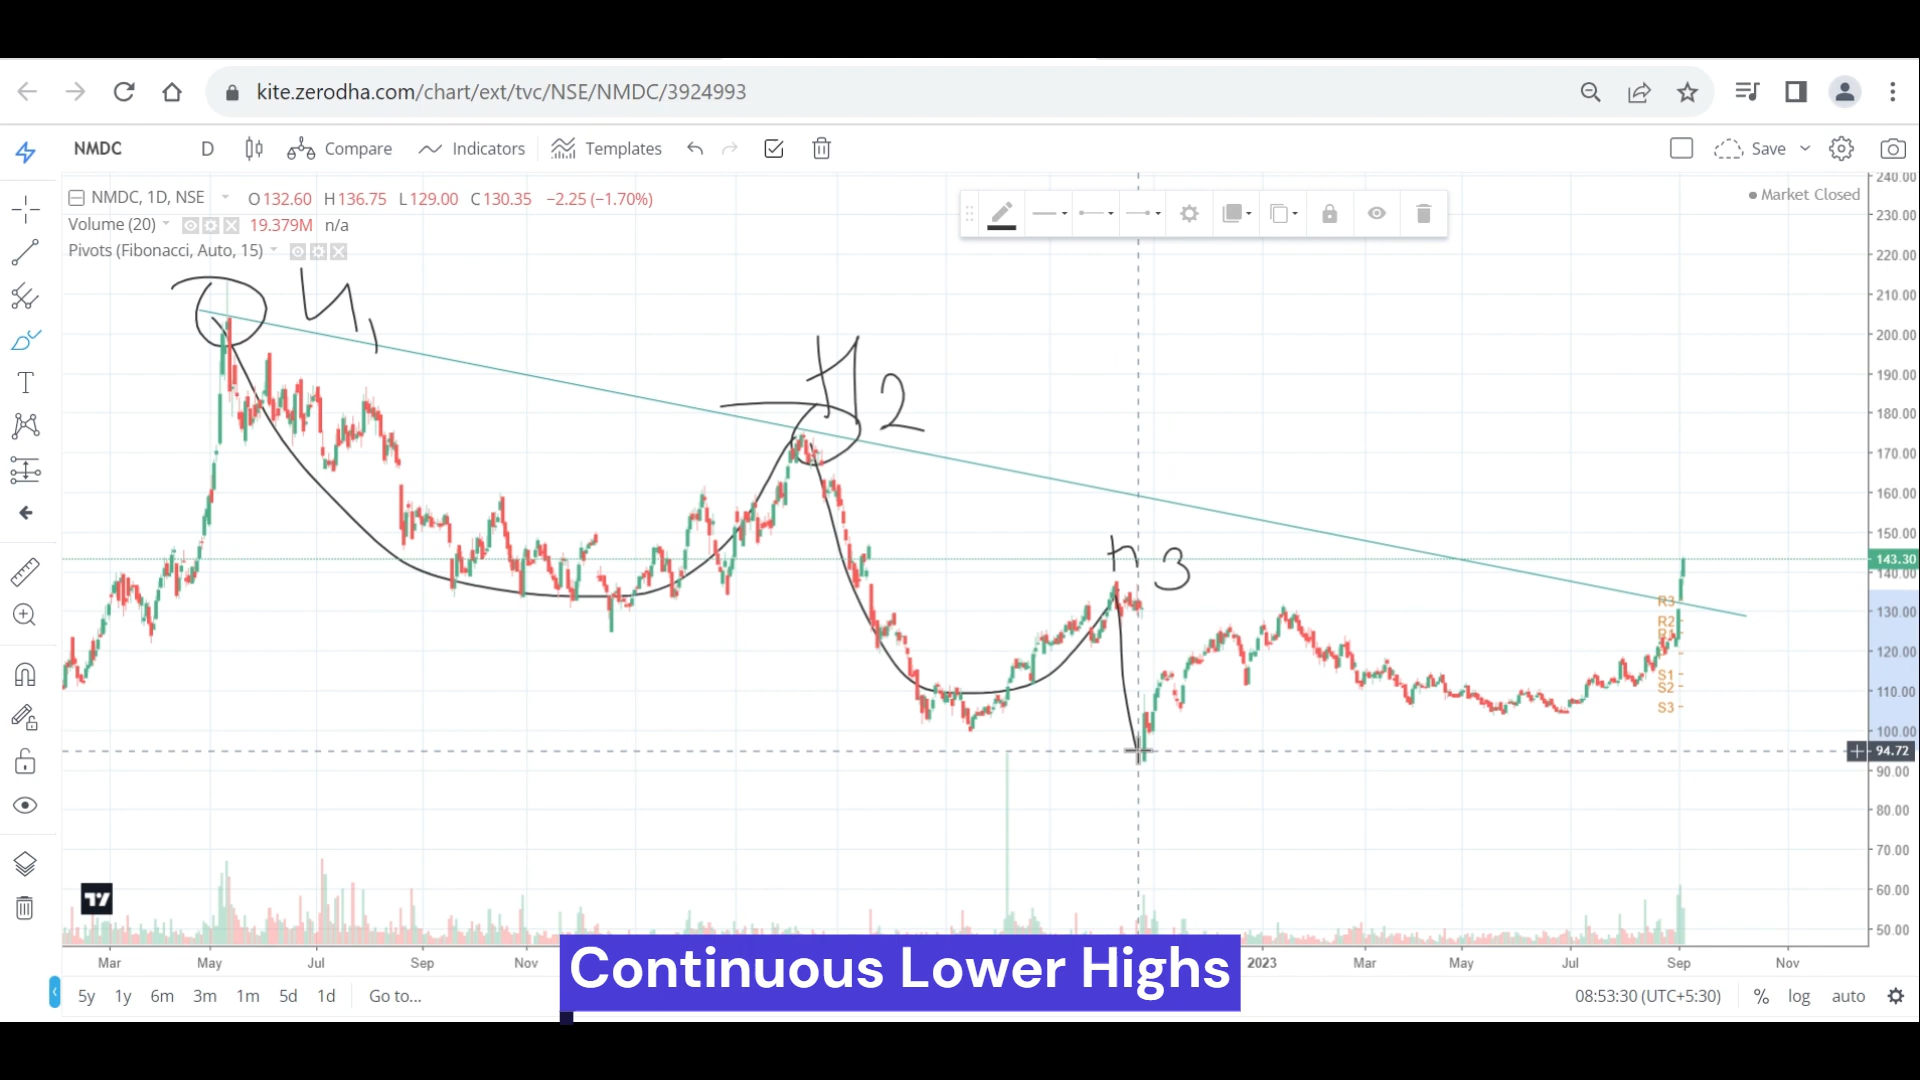 kite.zerodha.com/chart/ext/tvc/NSE/NMDC/3924993
NMDC D Compare Indicators Templates Save
NMDC, 1D, NSE O132.60 H136.75 L129.00 C130.35 −2.25 (−1.70%)
Market Closed
Volume (20) 19.379M n/a
Pivots (Fibonacci, Auto, 15)
240.00
230.00
220.00
210.00
200.00
190.00
180.00
170.00
160.00
150.00
143.30
140.00
130.00
120.00
110.00
100.00
94.72
90.00
80.00
70.00
60.00
50.00
H1
H2
H3
R3
R2
R1
S1
S2
S3
Mar May Jul Sep Nov 2023 Mar May Jul Sep Nov
Continuous Lower Highs
5y 1y 6m 3m 1m 5d 1d Go to... 08:53:30 (UTC+5:30) % log auto